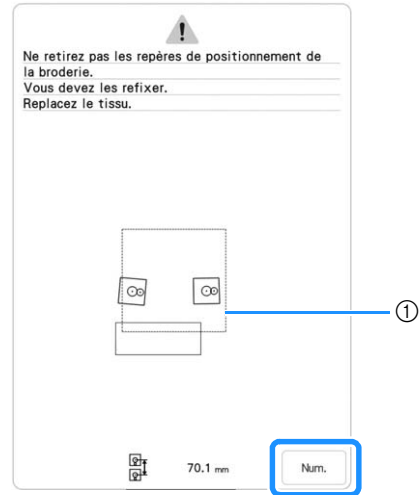 Ne retirez pas les repères de positionnement de
la broderie.
Vous devez les refixer.
Replacez le tissu.
①
70.1 mm
Num.